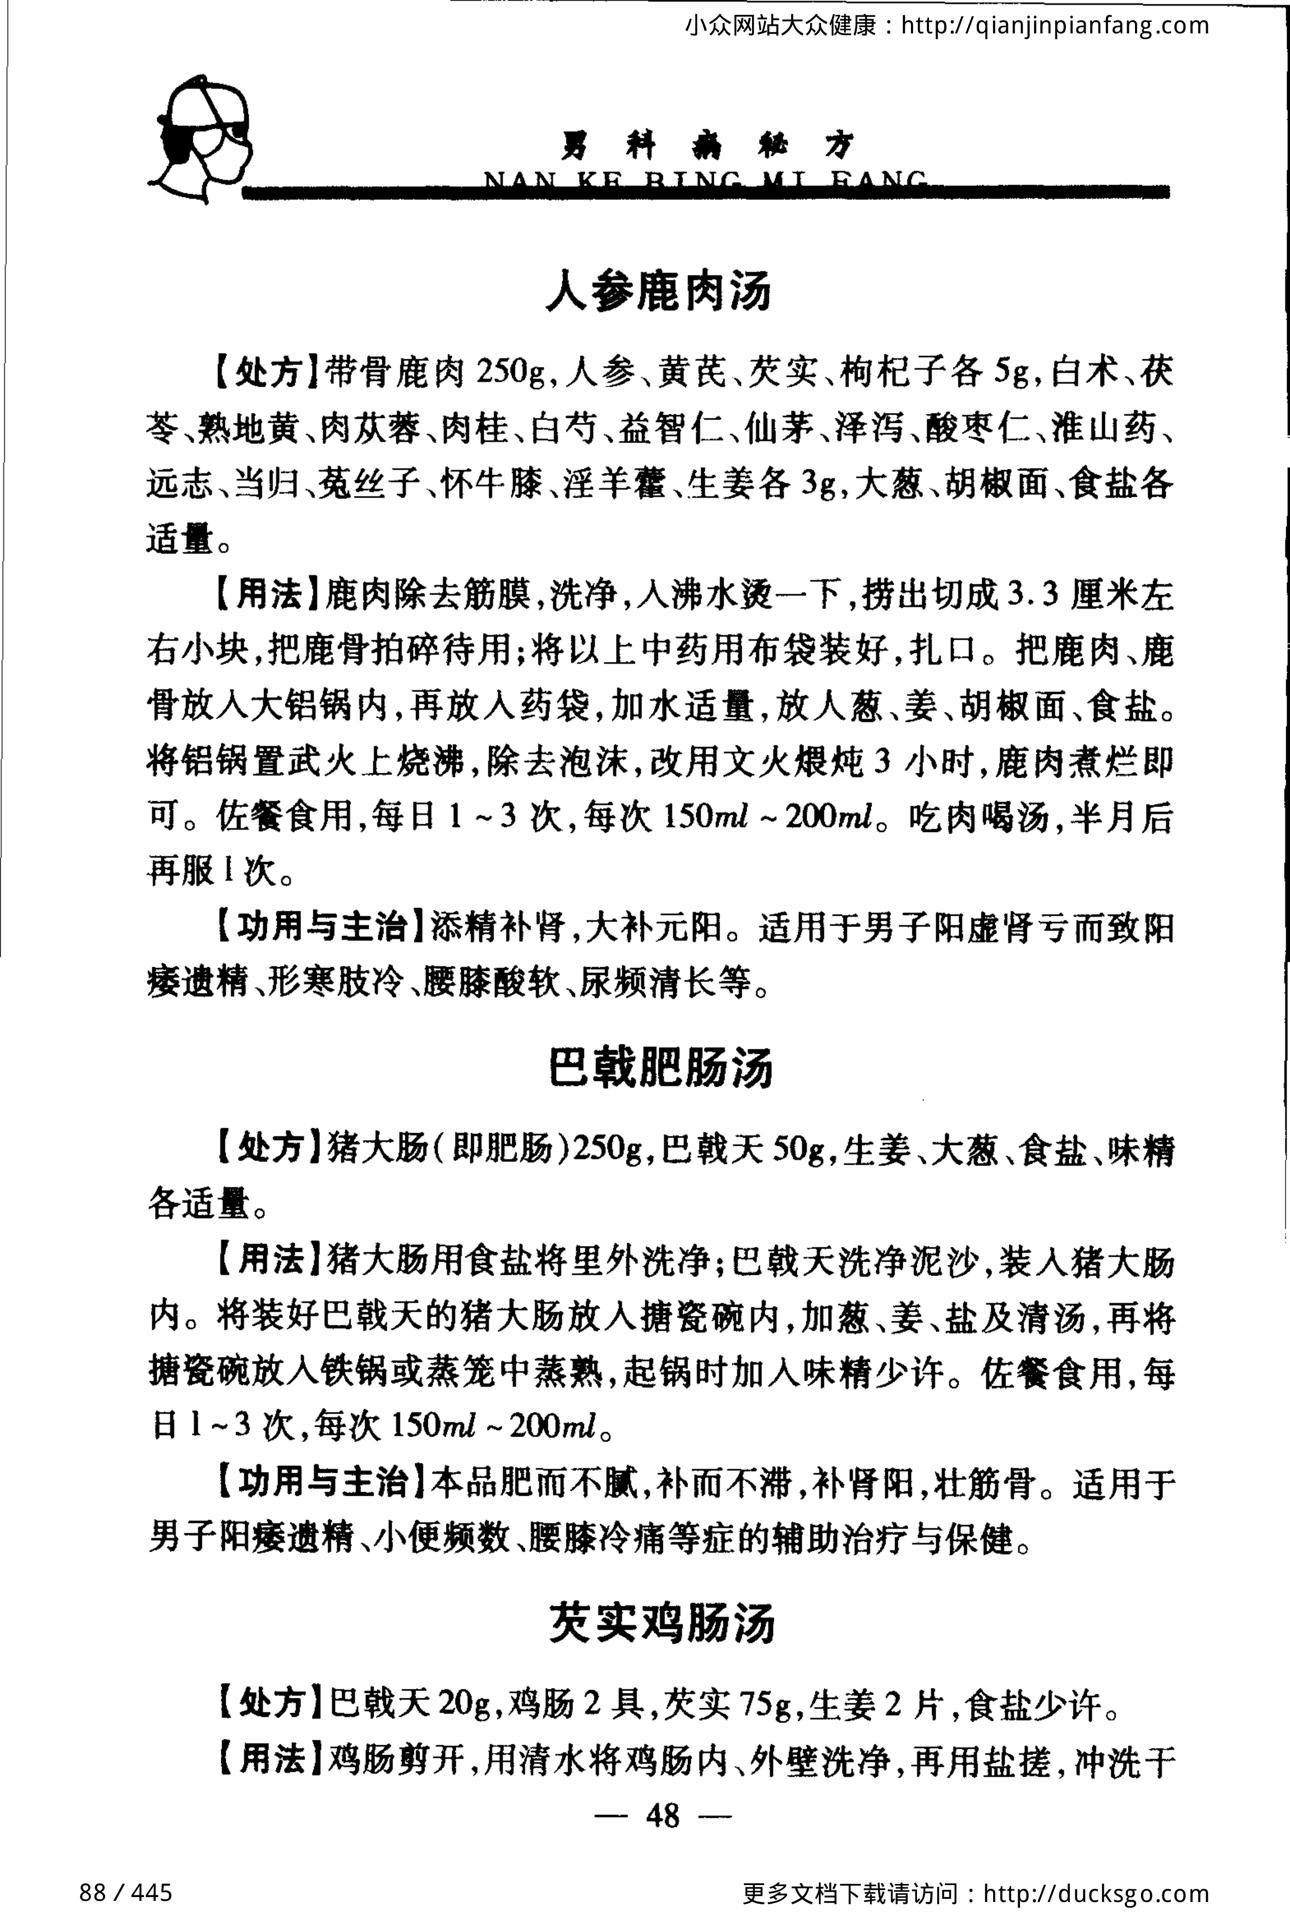 小众网站大众健康：http://qianjinpianfang.com
男科病秘方
NAN KE BING MI FANG
人参鹿肉汤
【处方】带骨鹿肉 250g，人参、黄芪、芡实、枸杞子各 5g，白术、茯
苓、熟地黄、肉苁蓉、肉桂、白芍、益智仁、仙茅、泽泻、酸枣仁、淮山药、
远志、当归、菟丝子、怀牛膝、淫羊藿、生姜各 3g，大葱、胡椒面、食盐各
适量。
【用法】鹿肉除去筋膜，洗净，入沸水烫一下，捞出切成 3.3 厘米左
右小块，把鹿骨拍碎待用；将以上中药用布袋装好，扎口。把鹿肉、鹿
骨放入大铝锅内，再放入药袋，加水适量，放入葱、姜、胡椒面、食盐。
将铝锅置武火上烧沸，除去泡沫，改用文火煨炖 3 小时，鹿肉煮烂即
可。佐餐食用，每日 1～3 次，每次 150ml～200ml。吃肉喝汤，半月后
再服 1 次。
【功用与主治】添精补肾，大补元阳。适用于男子阳虚肾亏而致阳
痿遗精、形寒肢冷、腰膝酸软、尿频清长等。
巴戟肥肠汤
【处方】猪大肠（即肥肠）250g，巴戟天 50g，生姜、大葱、食盐、味精
各适量。
【用法】猪大肠用食盐将里外洗净；巴戟天洗净泥沙，装入猪大肠
内。将装好巴戟天的猪大肠放入搪瓷碗内，加葱、姜、盐及清汤，再将
搪瓷碗放入铁锅或蒸笼中蒸熟，起锅时加入味精少许。佐餐食用，每
日 1～3 次，每次 150ml～200ml。
【功用与主治】本品肥而不腻，补而不滞，补肾阳，壮筋骨。适用于
男子阳痿遗精、小便频数、腰膝冷痛等症的辅助治疗与保健。
芡实鸡肠汤
【处方】巴戟天 20g，鸡肠 2 具，芡实 75g，生姜 2 片，食盐少许。
【用法】鸡肠剪开，用清水将鸡肠内、外壁洗净，再用盐搓，冲洗干
— 48 —
88 / 445
更多文档下载请访问：http://ducksgo.com